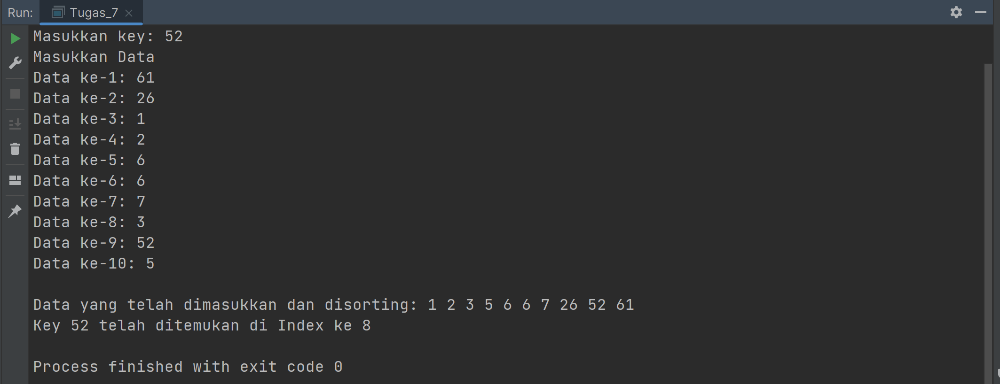 Run: Tugas_7
Masukkan key: 52
Masukkan Data
Data ke-1: 61
Data ke-2: 26
Data ke-3: 1
Data ke-4: 2
Data ke-5: 6
Data ke-6: 6
Data ke-7: 7
Data ke-8: 3
Data ke-9: 52
Data ke-10: 5
Data yang telah dimasukkan dan disorting: 1 2 3 5 6 6 7 26 52 61
Key 52 telah ditemukan di Index ke 8
Process finished with exit code 0